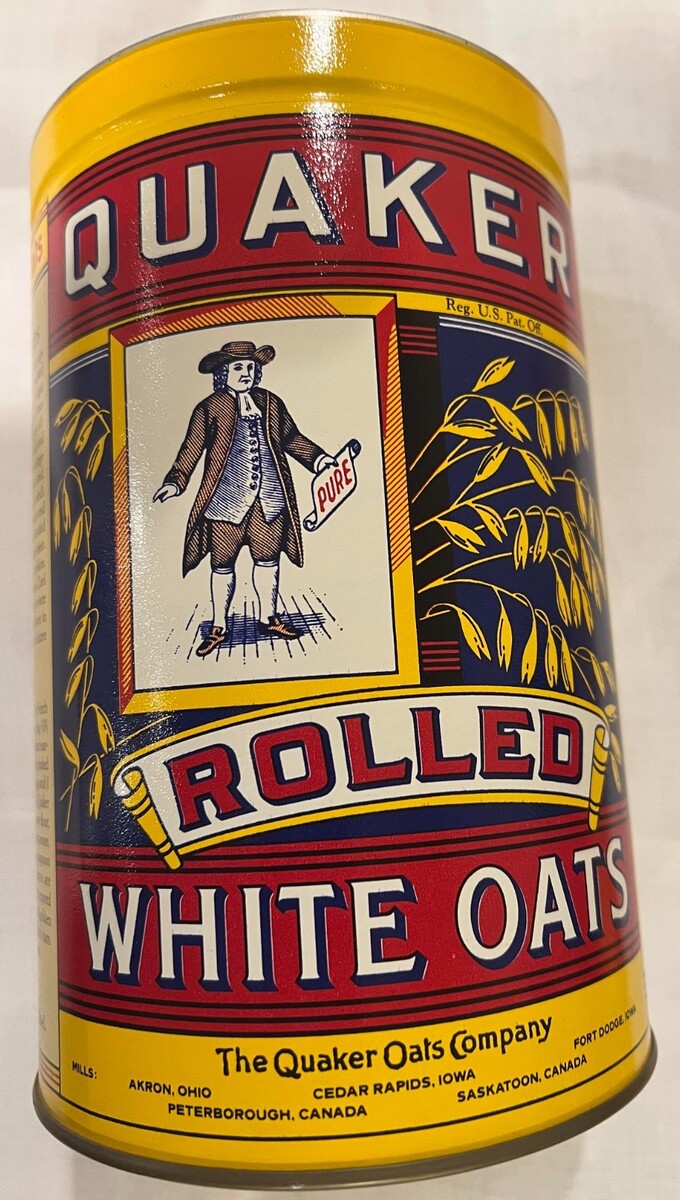 QUAKER
Reg. U.S. Pat. Off.
PURE
ROLLED
WHITE OATS
The Quaker Oats Company
MILLS: AKRON, OHIO CEDAR RAPIDS, IOWA FORT DODGE, IOWA
PETERBOROUGH, CANADA SASKATOON, CANADA